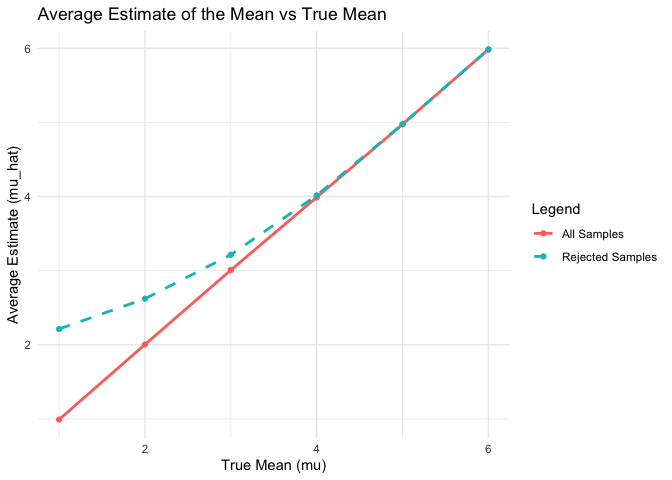 Average Estimate of the Mean vs True Mean
Average Estimate (mu_hat)
6
4
2
2
4
6
True Mean (mu)
Legend
All Samples
Rejected Samples